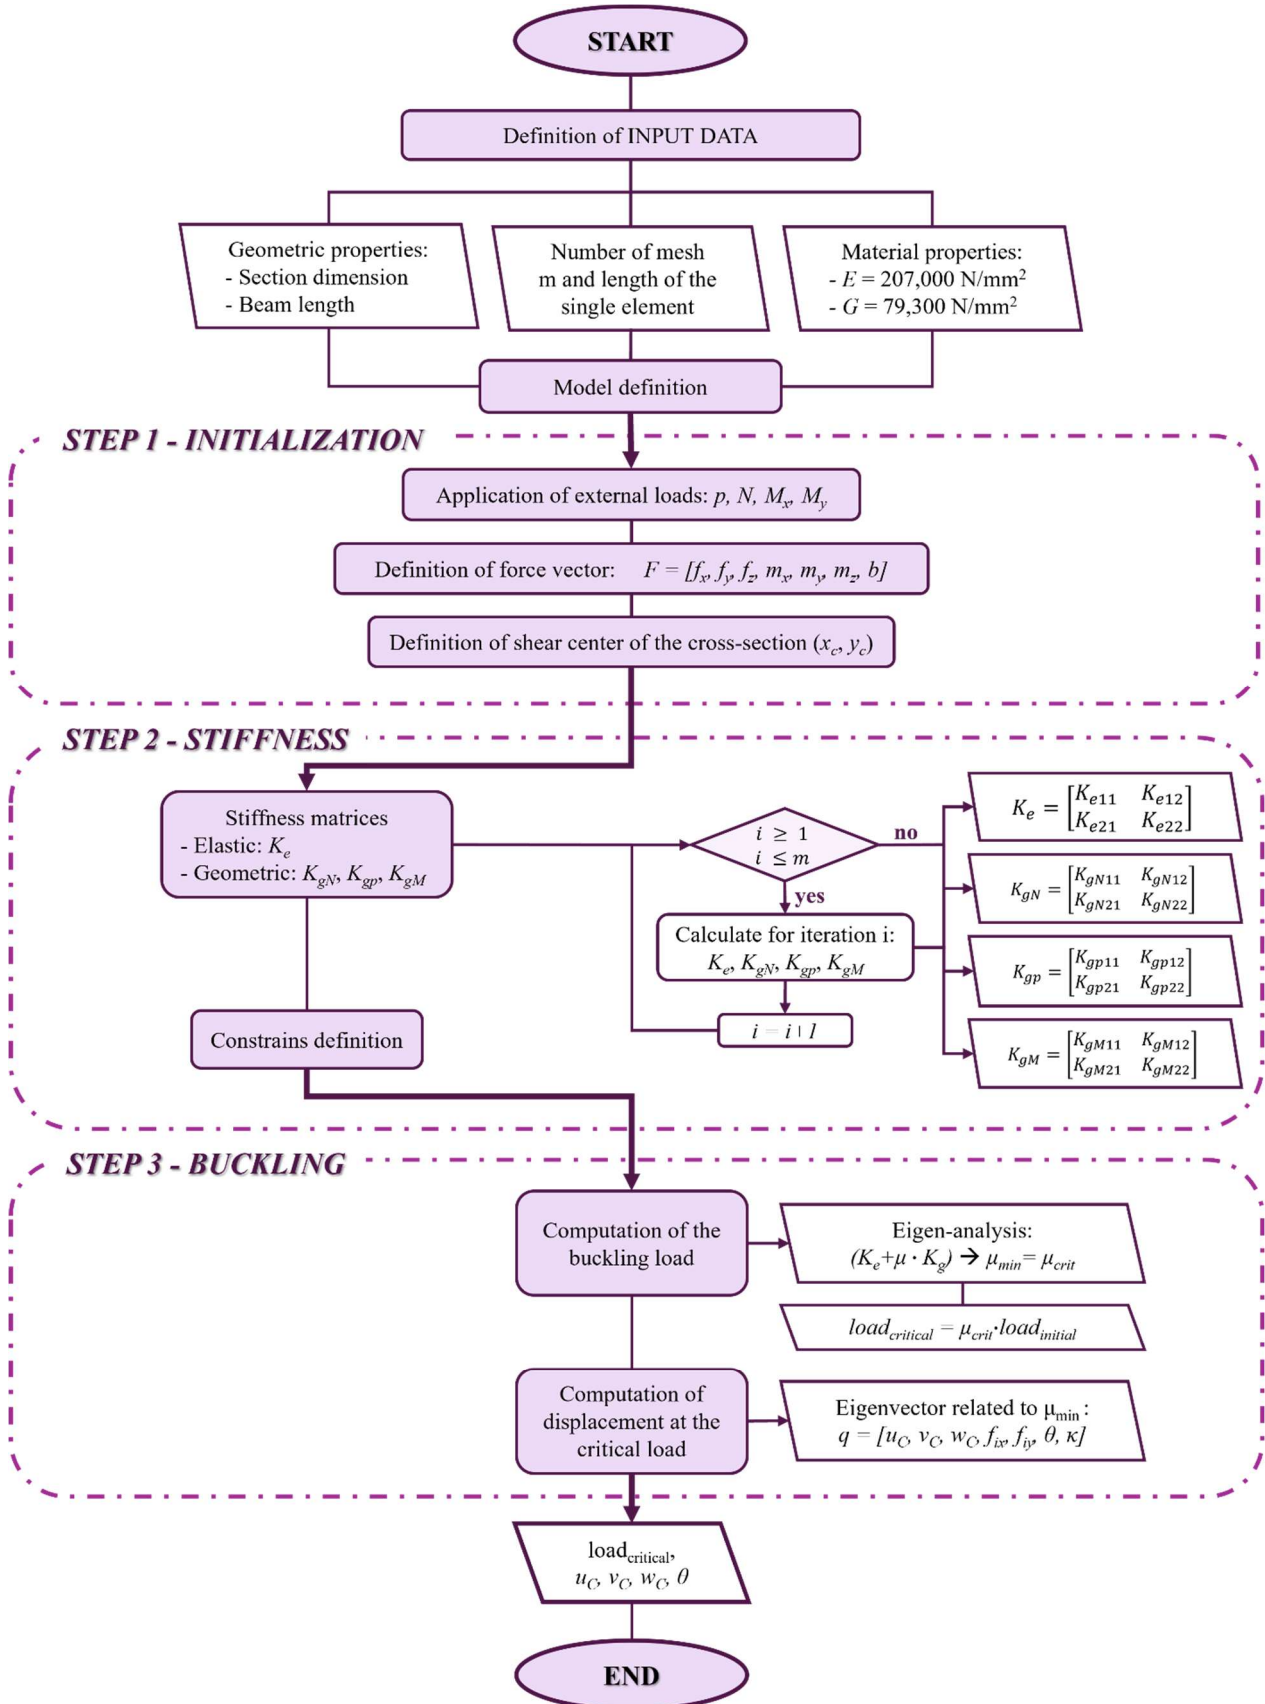 START
Definition of INPUT DATA
Geometric properties:
- Section dimension
- Beam length
Number of mesh
m and length of the
single element
Material properties:
- E = 207,000 N/mm²
- G = 79,300 N/mm²
Model definition
STEP 1 - INITIALIZATION
Application of external loads: p, N, Mx, My
Definition of force vector: F = [fx, fy, fz, mx, my, mz, b]
Definition of shear center of the cross-section (xc, yc)
STEP 2 - STIFFNESS
Stiffness matrices
- Elastic: Ke
- Geometric: KgN, Kgp, KgM
i ≥ 1
i ≤ m
no
yes
Calculate for iteration i:
Ke, KgN, Kgp, KgM
i = i + 1
Ke = [Ke11 Ke12
Ke21 Ke22]
KgN = [KgN11 KgN12
KgN21 KgN22]
Kgp = [Kgp11 Kgp12
Kgp21 Kgp22]
KgM = [KgM11 KgM12
KgM21 KgM22]
Constrains definition
STEP 3 - BUCKLING
Computation of the
buckling load
Eigen-analysis:
(Ke+μ · Kg) → μmin= μcrit
loadcritical = μcrit·loadinitial
Computation of
displacement at the
critical load
Eigenvector related to μmin :
q = [uC, vC, wC, fix, fiy, θ, κ]
loadcritical,
uC, vC, wC, θ
END